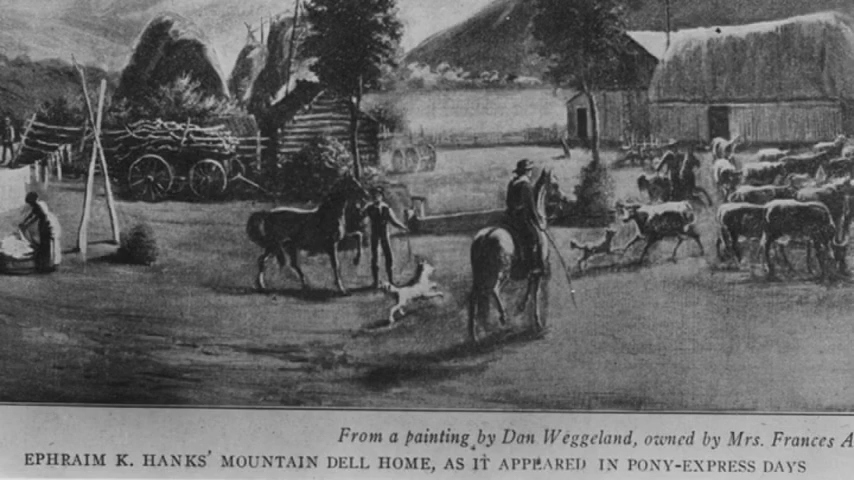 From a painting by Dan Weggeland, owned by Mrs. Frances A
EPHRAIM K. HANKS' MOUNTAIN DELL HOME, AS IT APPEARED IN PONY-EXPRESS DAYS